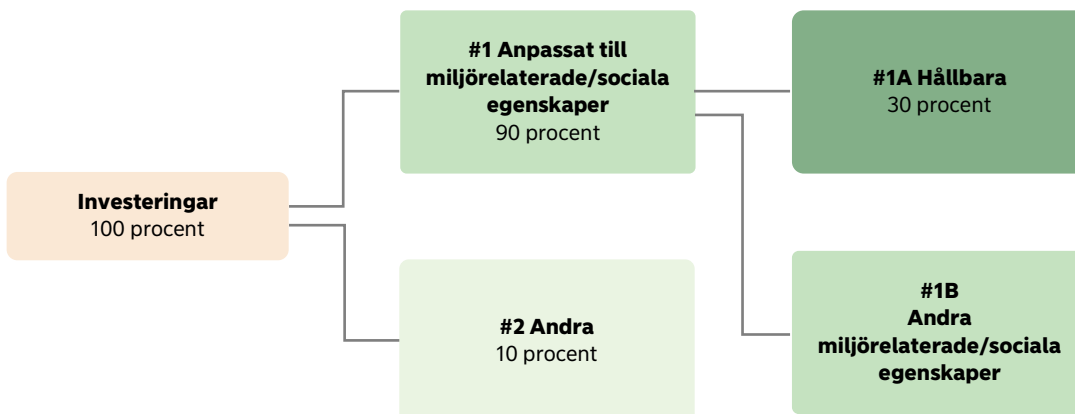 Investeringar
100 procent
#1 Anpassat till
miljörelaterade/sociala
egenskaper
90 procent
#2 Andra
10 procent
#1A Hållbara
30 procent
#1B
Andra
miljörelaterade/sociala
egenskaper